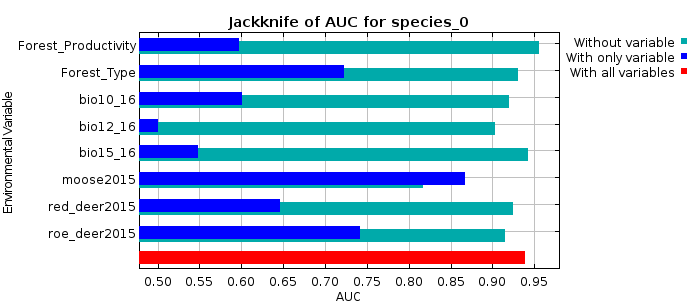 Jackknife of AUC for species_0
Environmental Variable
Forest_Productivity
Forest_Type
bio10_16
bio12_16
bio15_16
moose2015
red_deer2015
roe_deer2015
0.50 0.55 0.60 0.65 0.70 0.75 0.80 0.85 0.90 0.95
AUC
Without variable
With only variable
With all variables